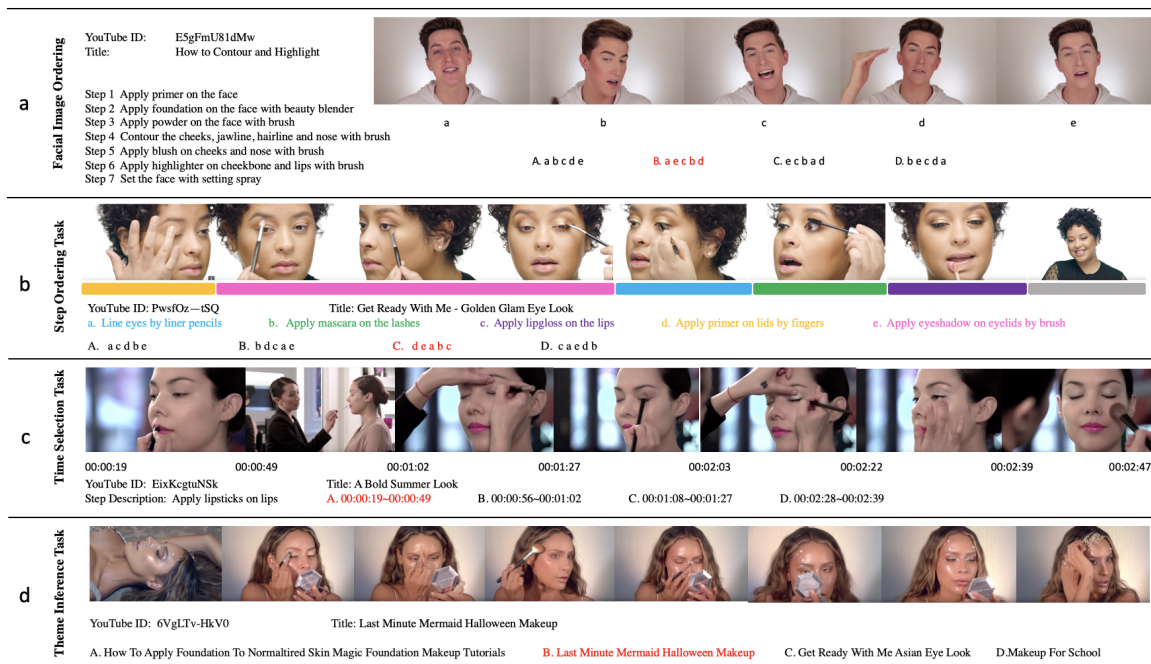 a
Facial Image Ordering
YouTube ID: E5gFmU81dMw
Title: How to Contour and Highlight
Step 1 Apply primer on the face
Step 2 Apply foundation on the face with beauty blender
Step 3 Apply powder on the face with brush
Step 4 Contour the cheeks, jawline, hairline and nose with brush
Step 5 Apply blush on cheeks and nose with brush
Step 6 Apply highlighter on cheekbone and lips with brush
Step 7 Set the face with setting spray
a b c d e
A. a b c d e B. a e c b d C. e c b a d D. b e c d a
b
Step Ordering Task
YouTube ID: PwsfOz—tSQ Title: Get Ready With Me - Golden Glam Eye Look
a. Line eyes by liner pencils b. Apply mascara on the lashes c. Apply lipgloss on the lips d. Apply primer on lids by fingers e. Apply eyeshadow on eyelids by brush
A. a c d b e B. b d c a e C. d e a b c D. c a e d b
c
Time Selection Task
00:00:19 00:00:49 00:01:02 00:01:27 00:02:03 00:02:22 00:02:39 00:02:47
YouTube ID: EixKcgtuNSk Title: A Bold Summer Look
Step Description: Apply lipsticks on lips A. 00:00:19~00:00:49 B. 00:00:56~00:01:02 C. 00:01:08~00:01:27 D. 00:02:28~00:02:39
d
Theme Inference Task
YouTube ID: 6VgLTv-HkV0 Title: Last Minute Mermaid Halloween Makeup
A. How To Apply Foundation To Normaltired Skin Magic Foundation Makeup Tutorials B. Last Minute Mermaid Halloween Makeup C. Get Ready With Me Asian Eye Look D.Makeup For School